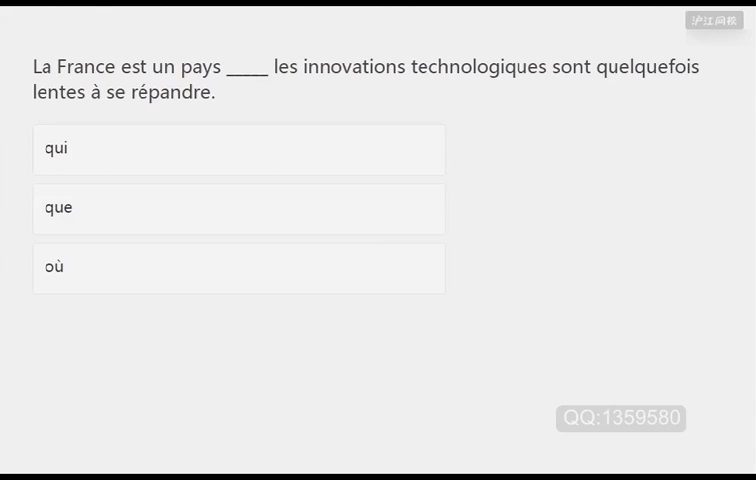 沪江网校
La France est un pays _____ les innovations technologiques sont quelquefois
lentes à se répandre.
qui
que
où
QQ:1359580